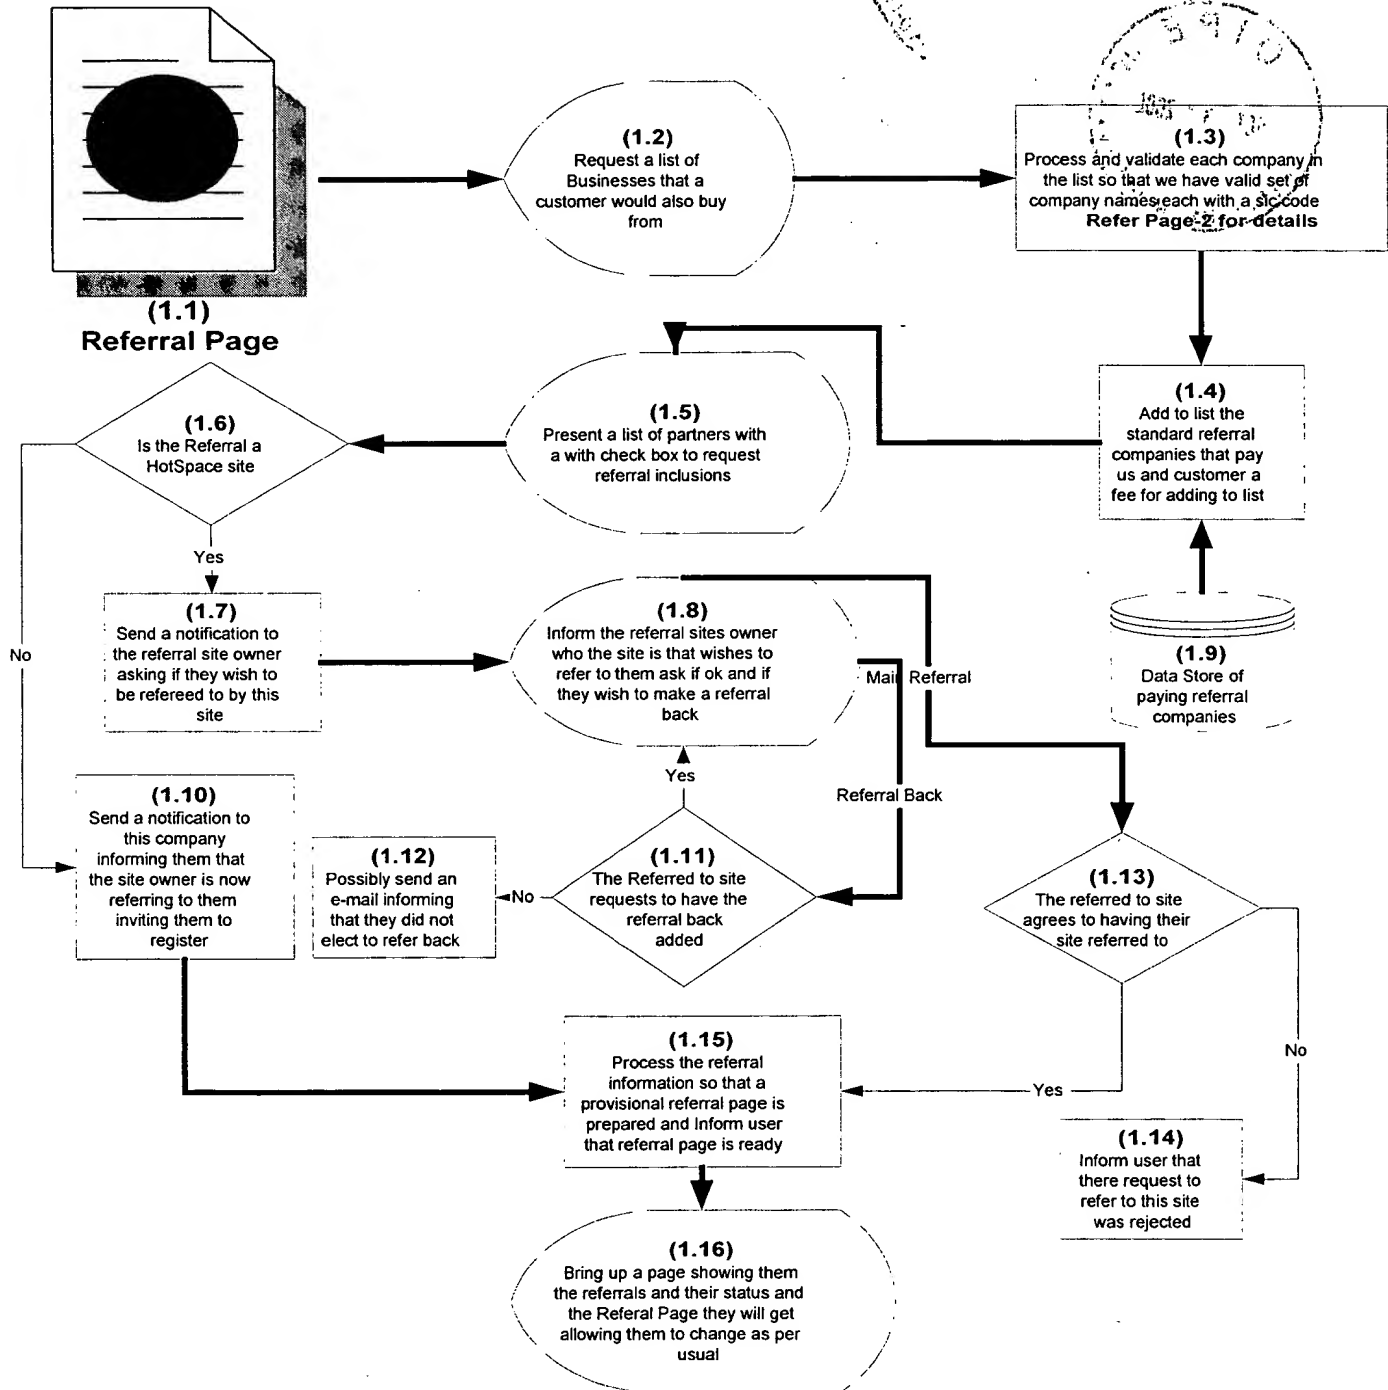 (1.1)
Referral Page
(1.2)
Request a list of
Businesses that a
customer would also buy
from
(1.3)
Process and validate each company in
the list so that we have valid set of
company names each with a sic code
Refer Page-2 for details
(1.4)
Add to list the
standard referral
companies that pay
us and customer a
fee for adding to list
(1.5)
Present a list of partners with
a with check box to request
referral inclusions
(1.6)
Is the Referral a
HotSpace site
Yes
No
(1.7)
Send a notification to
the referral site owner
asking if they wish to
be refereed to by this
site
(1.8)
Inform the referral sites owner
who the site is that wishes to
refer to them ask if ok and if
they wish to make a referral
back
Main Referral
Referral Back
(1.9)
Data Store of
paying referral
companies
(1.10)
Send a notification to
this company
informing them that
the site owner is now
referring to them
inviting them to
register
Yes
(1.11)
The Referred to site
requests to have the
referral back
added
No
(1.12)
Possibly send an
e-mail informing
that they did not
elect to refer back
(1.13)
The referred to site
agrees to having their
site referred to
No
Yes
(1.14)
Inform user that
there request to
refer to this site
was rejected
(1.15)
Process the referral
information so that a
provisional referral page is
prepared and Inform user
that referral page is ready
(1.16)
Bring up a page showing them
the referrals and their status and
the Referal Page they will get
allowing them to change as per
usual